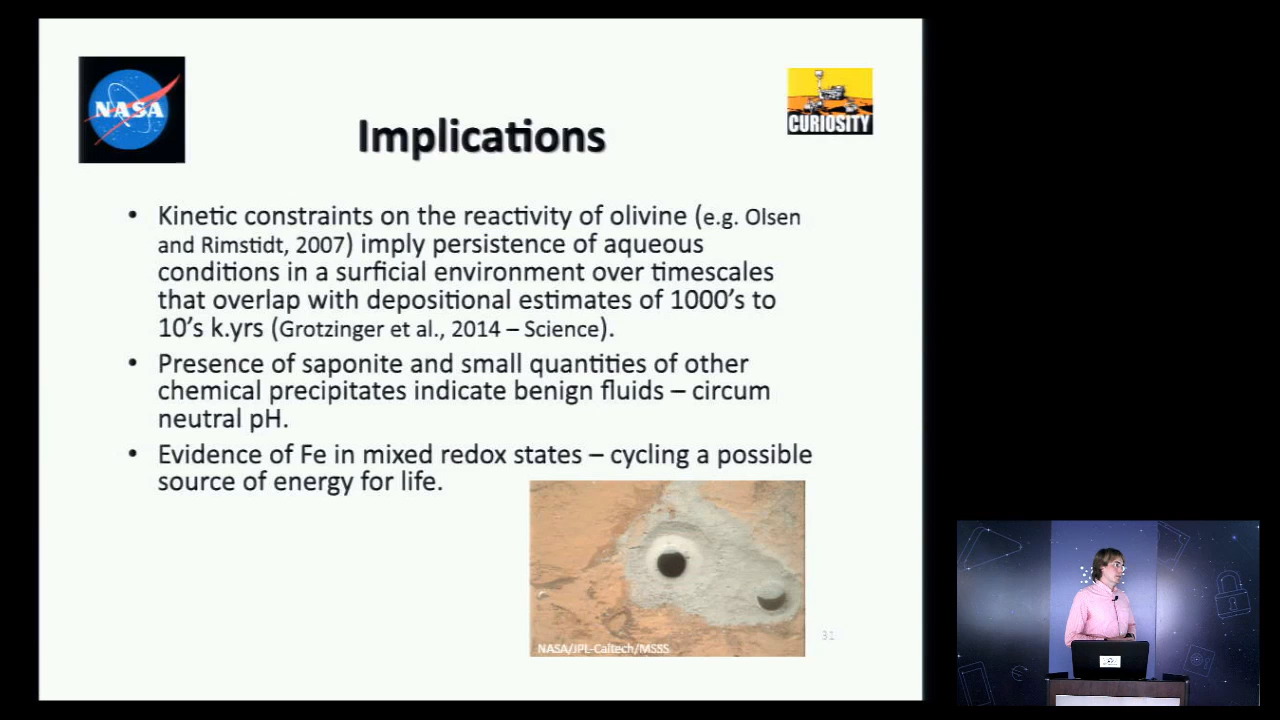 NASA
CURIOSITY
Implications
• Kinetic constraints on the reactivity of olivine (e.g. Olsen
and Rimstidt, 2007) imply persistence of aqueous
conditions in a surficial environment over timescales
that overlap with depositional estimates of 1000's to
10's k.yrs (Grotzinger et al., 2014 – Science).
• Presence of saponite and small quantities of other
chemical precipitates indicate benign fluids – circum
neutral pH.
• Evidence of Fe in mixed redox states – cycling a possible
source of energy for life.
NASA/JPL-Caltech/MSSS
31